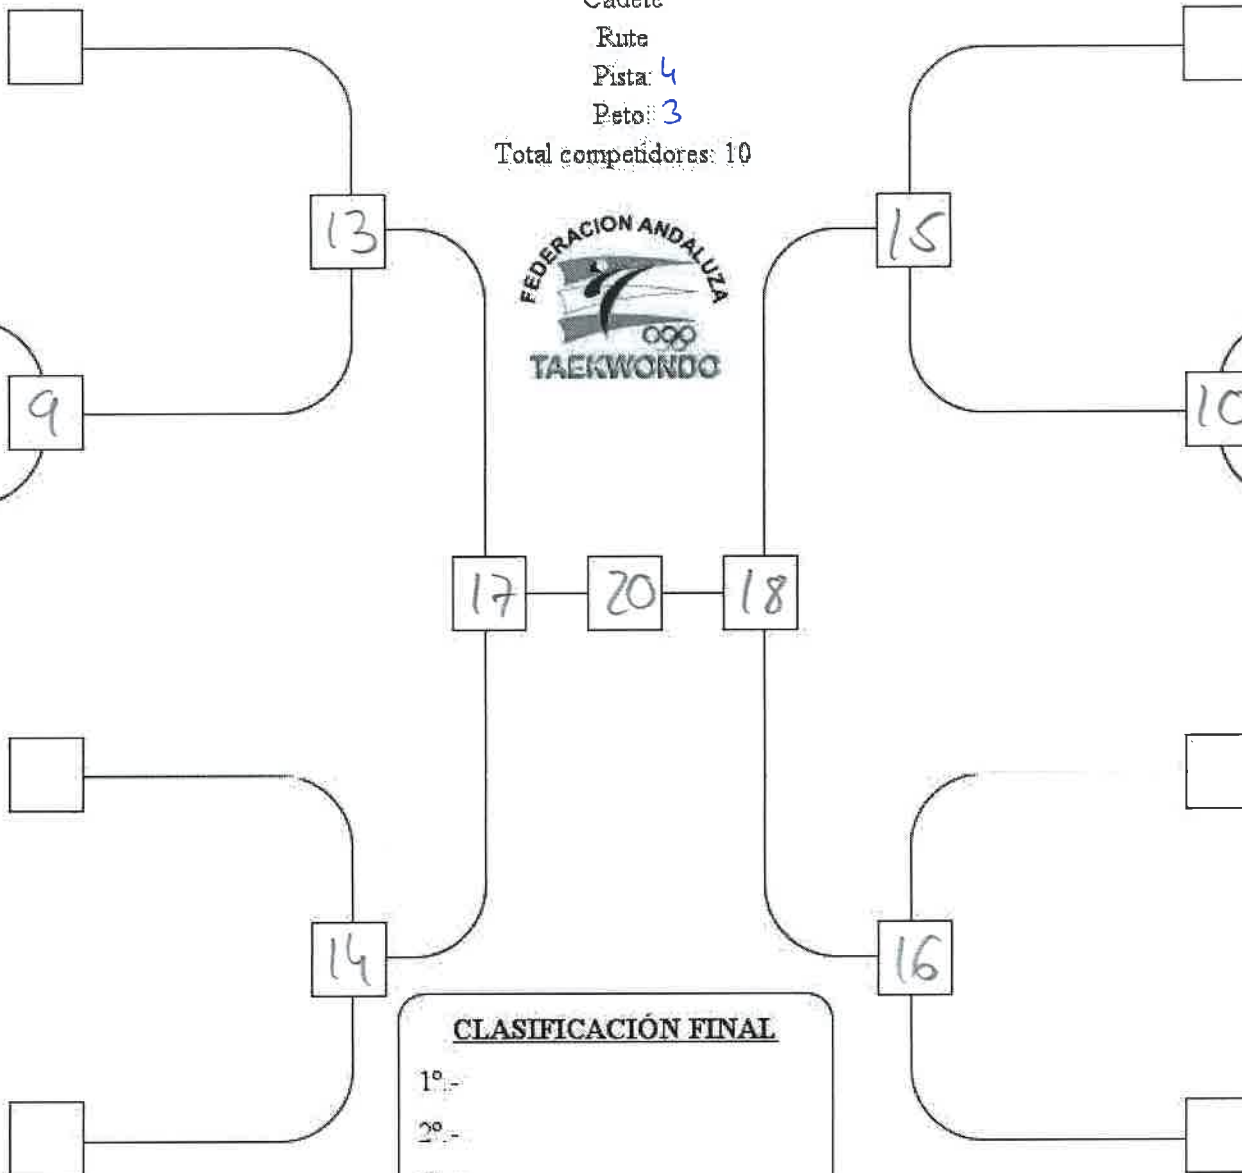 Cadete
Rute
Pista: 4
Peto: 3
Total competidores: 10
FEDERACION ANDALUZA
TAEKWONDO
13
15
9
10
17
20
18
14
16
CLASIFICACIÓN FINAL
1º.-
2º.-